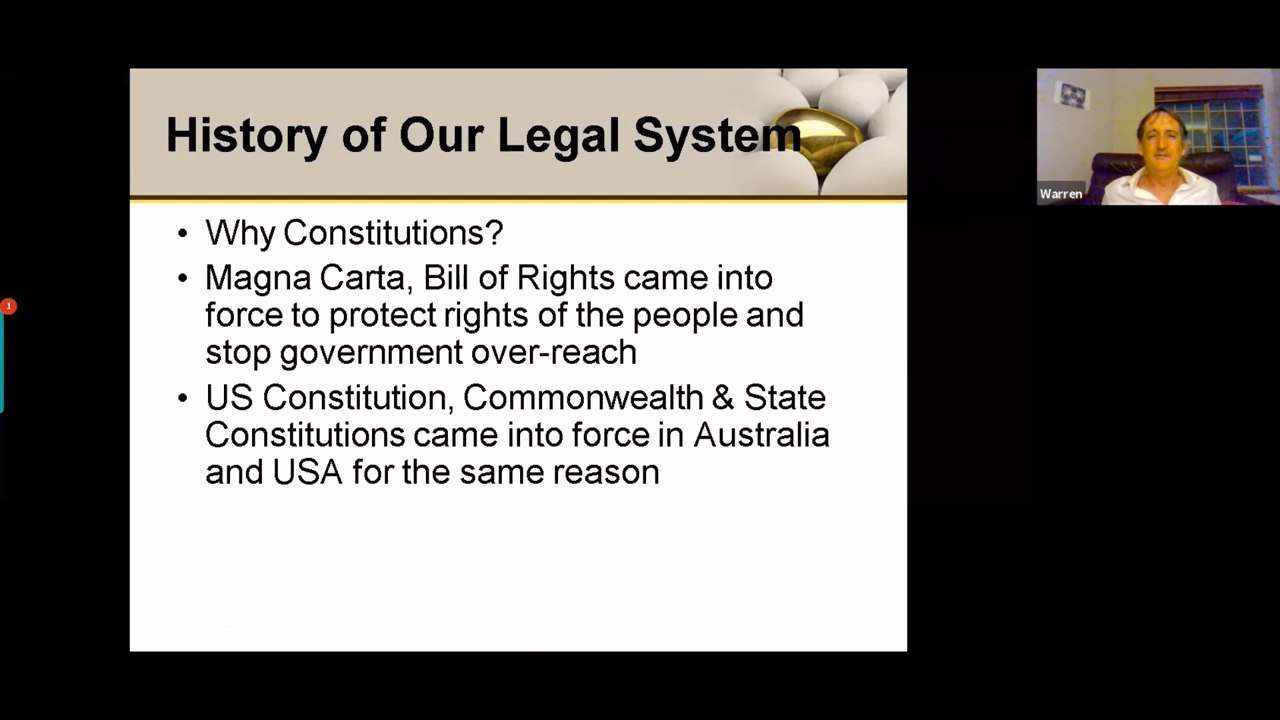 History of Our Legal System
• Why Constitutions?
• Magna Carta, Bill of Rights came into
force to protect rights of the people and
stop government over-reach
• US Constitution, Commonwealth & State
Constitutions came into force in Australia
and USA for the same reason
Warren
1